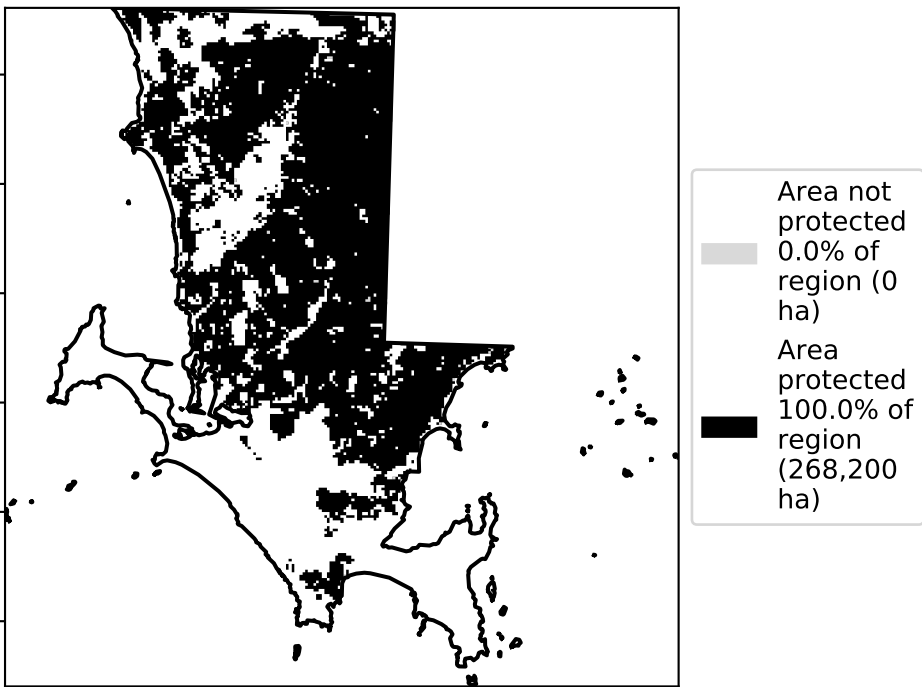 Area not
protected
0.0% of
region (0
ha)
Area
protected
100.0% of
region
(268,200
ha)